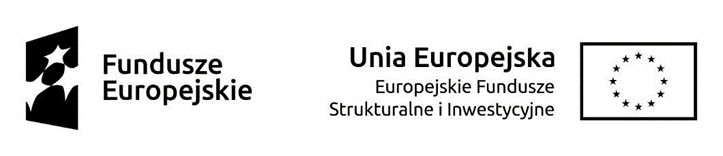 Fundusze
Europejskie
Unia Europejska
Europejskie Fundusze
Strukturalne i Inwestycyjne